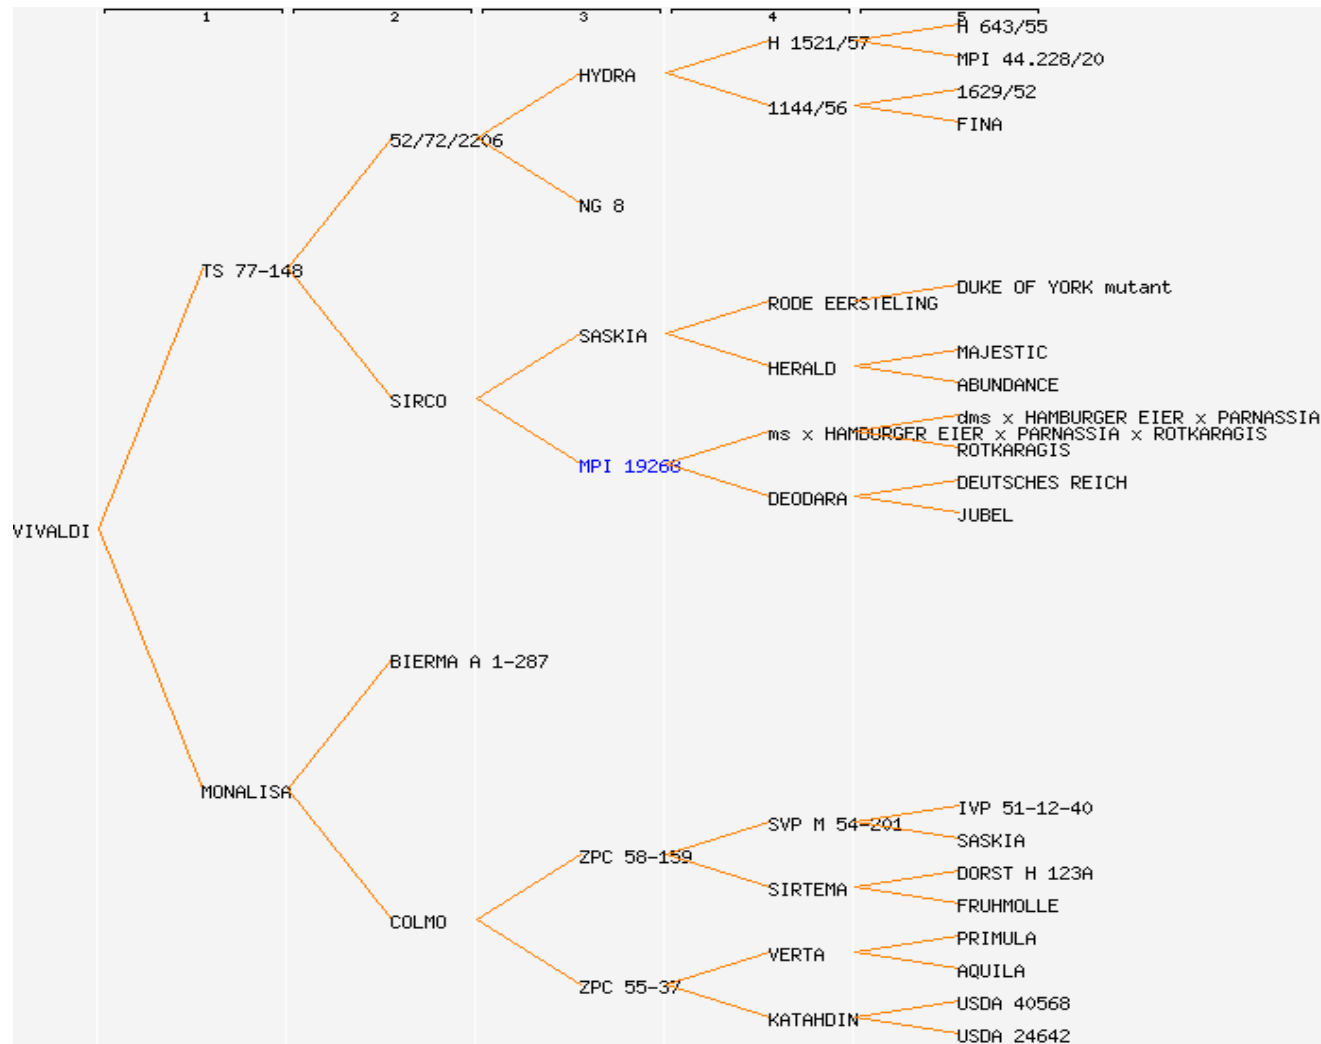 1 2 3 4 5
H 643/55
H 1521/57
MPI 44.228/20
HYDRA
1629/52
1144/56
FINA
52/72/2206
NG 8
TS 77-148
DUKE OF YORK mutant
RODE EERSTELING
SASKIA
MAJESTIC
HERALD
ABUNDANCE
SIRCO
dms x HAMBURGER EIER x PARNASSIA
ms x HAMBURGER EIER x PARNASSIA x ROTKARAGIS
ROTKARAGIS
MPI 19268
DEUTSCHES REICH
DEODARA
JUBEL
VIVALDI
BIERMA A 1-287
MONALISA
IVP 51-12-40
SVP M 54-201
SASKIA
ZPC 58-159
DORST H 123A
SIRTEMA
FRUHMOLLE
COLMO
PRIMULA
VERTA
AQUILA
ZPC 55-37
USDA 40568
KATAHDIN
USDA 24642